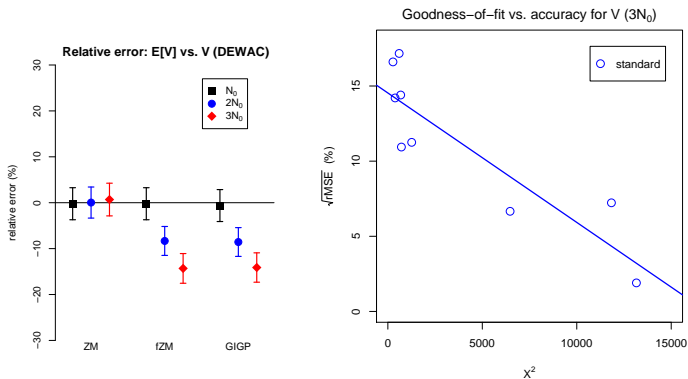 Relative error: E[V] vs. V (DEWAC)
relative error (%)
30
20
10
0
−10
−20
−30
N₀
2N₀
3N₀
ZM
fZM
GIGP
Goodness−of−fit vs. accuracy for V (3N₀)
√rMSE (%)
15
10
5
0
standard
0
5000
10000
15000
X²